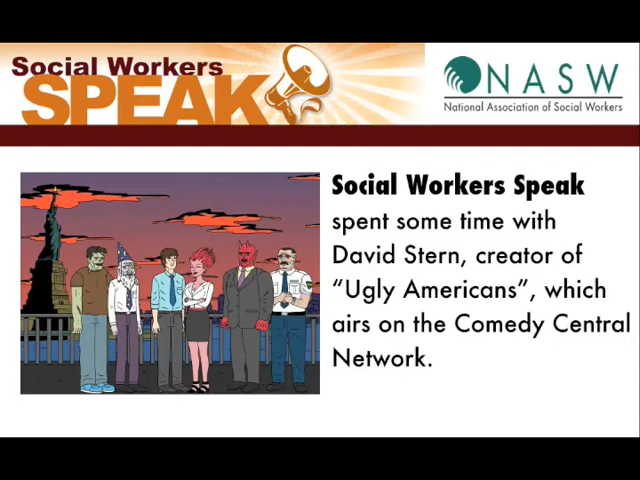 Social Workers
SPEAK
NASW
National Association of Social Workers
Social Workers Speak
spent some time with
David Stern, creator of
“Ugly Americans”, which
airs on the Comedy Central
Network.